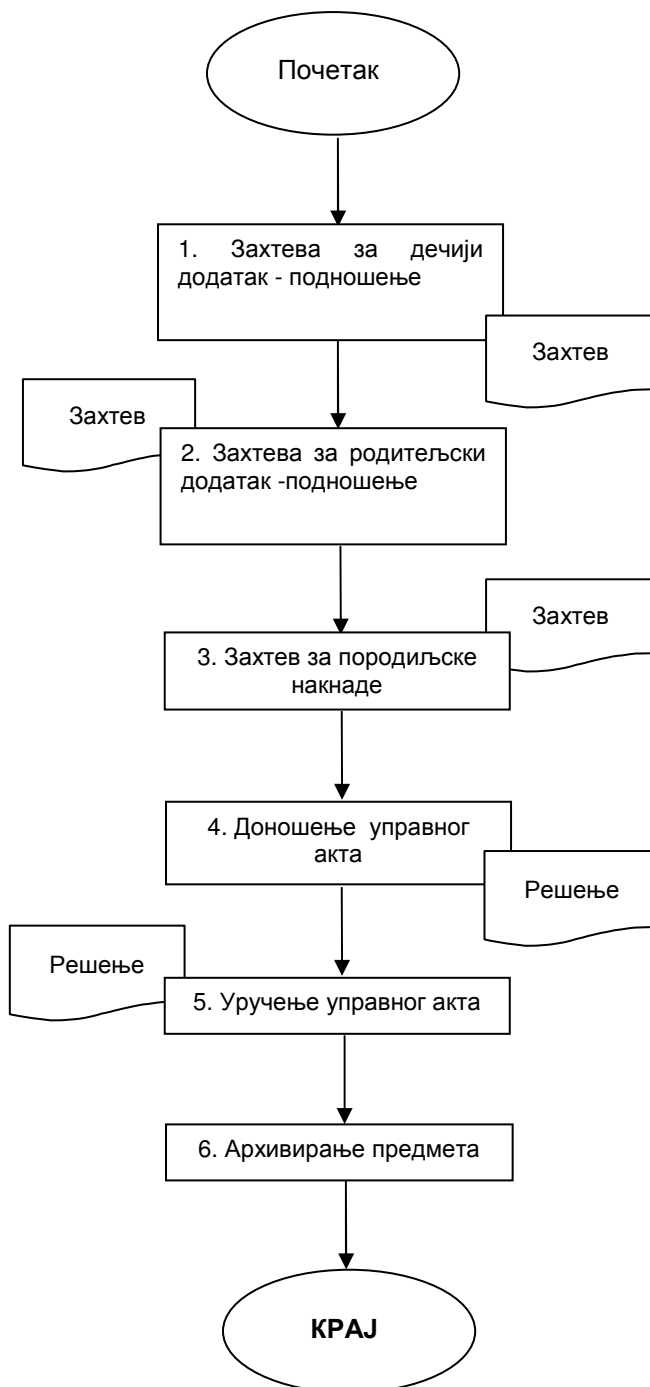 Почетак
1. Захтева за дечији
додатак - подношење
Захтев
Захтев
2. Захтева за родитељски
додатак -подношење
Захтев
3. Захтев за породиљске
накнаде
4. Доношење управног
акта
Решење
Решење
5. Уручење управног акта
6. Архивирање предмета
КРАЈ